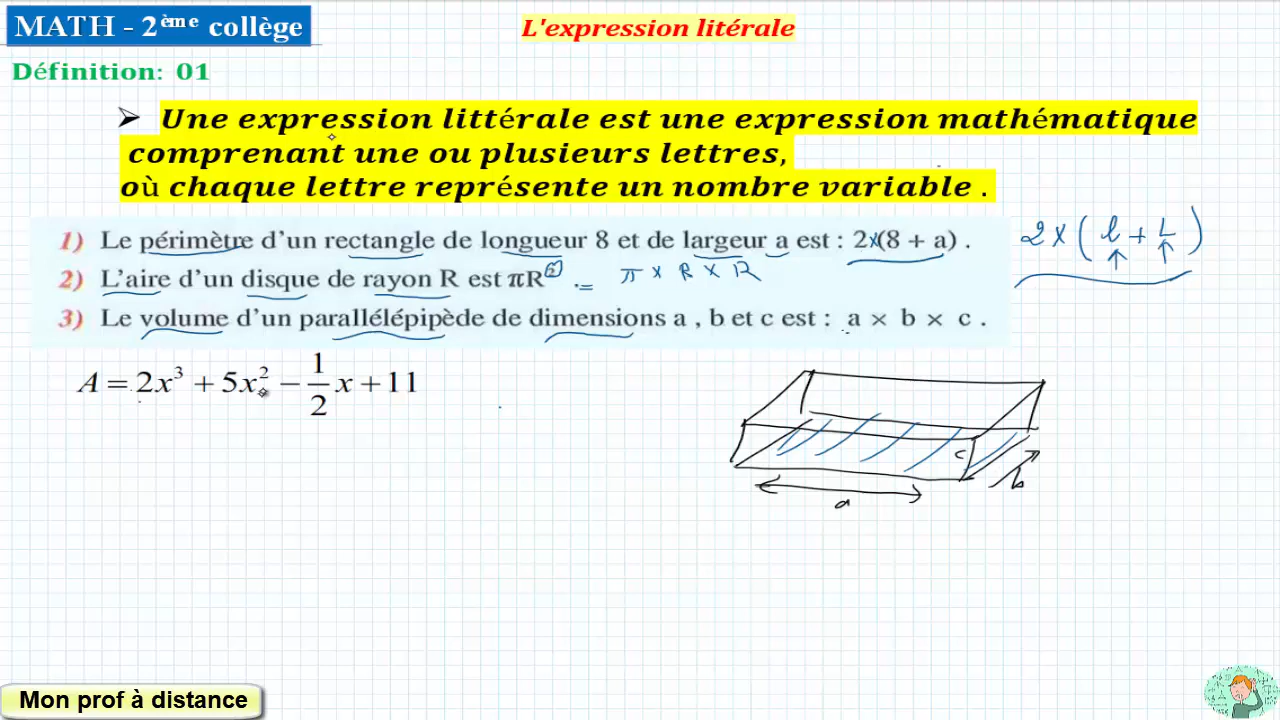 MATH - 2ème collège
L'expression litérale
Définition: 01
➢ Une expression littérale est une expression mathématique
comprenant une ou plusieurs lettres,
où chaque lettre représente un nombre variable .
1) Le périmètre d'un rectangle de longueur 8 et de largeur a est : 2×(8 + a) .
2 × ( l + L )
2) L'aire d'un disque de rayon R est πR² . = π × R × R
3) Le volume d'un parallélépipède de dimensions a , b et c est : a × b × c .
A = 2x³ + 5x² − 1/2 x + 11
c
b
a
Mon prof à distance